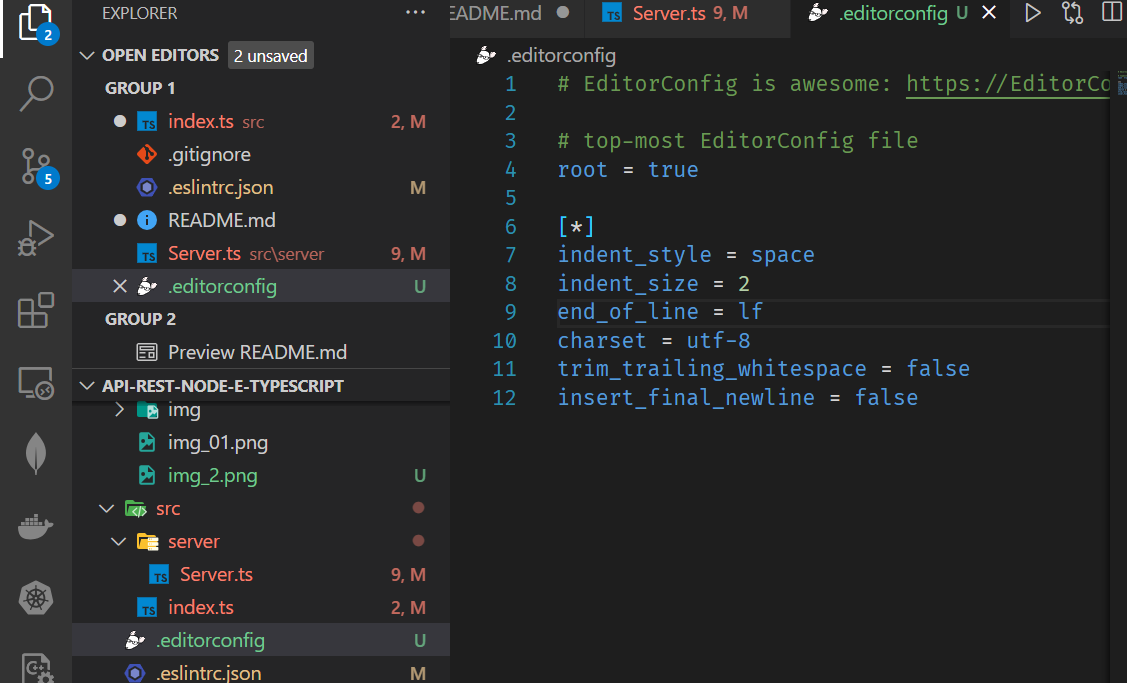 EXPLORER
OPEN EDITORS 2 unsaved
GROUP 1
TS index.ts src 2, M
.gitignore
.eslintrc.json M
README.md
TS Server.ts src\server 9, M
.editorconfig U
GROUP 2
Preview README.md
API-REST-NODE-E-TYPESCRIPT
img
img_01.png
img_2.png U
src
server
TS Server.ts 9, M
TS index.ts 2, M
.editorconfig U
.eslintrc.json M
2
5
EADME.md
TS Server.ts 9, M
.editorconfig U
.editorconfig
1 # EditorConfig is awesome: https://EditorCo
2
3 # top-most EditorConfig file
4 root = true
5
6 [*]
7 indent_style = space
8 indent_size = 2
9 end_of_line = lf
10 charset = utf-8
11 trim_trailing_whitespace = false
12 insert_final_newline = false